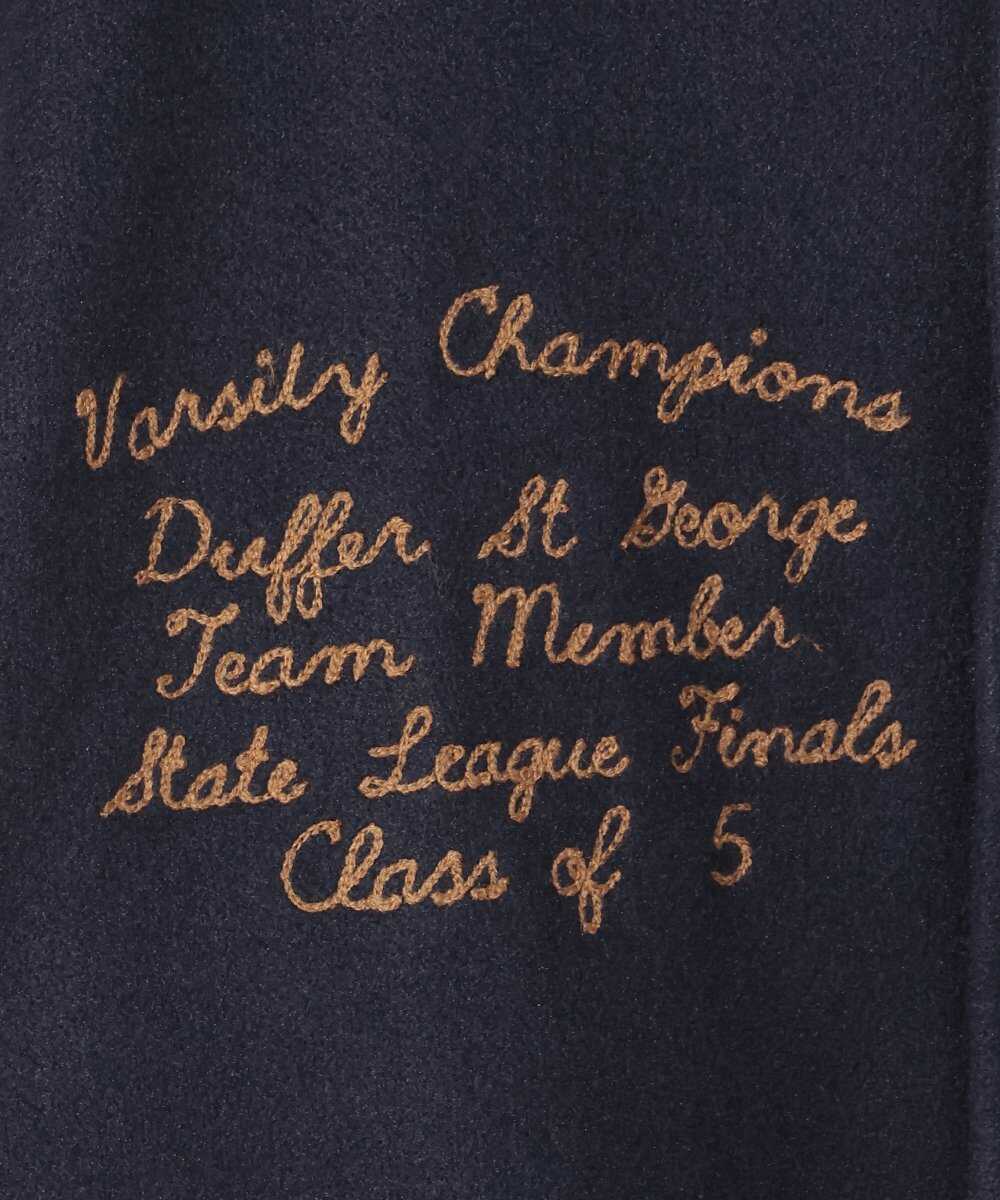 Varsity Champions
Duffer St George
Team Member
State League Finals
Class of 5